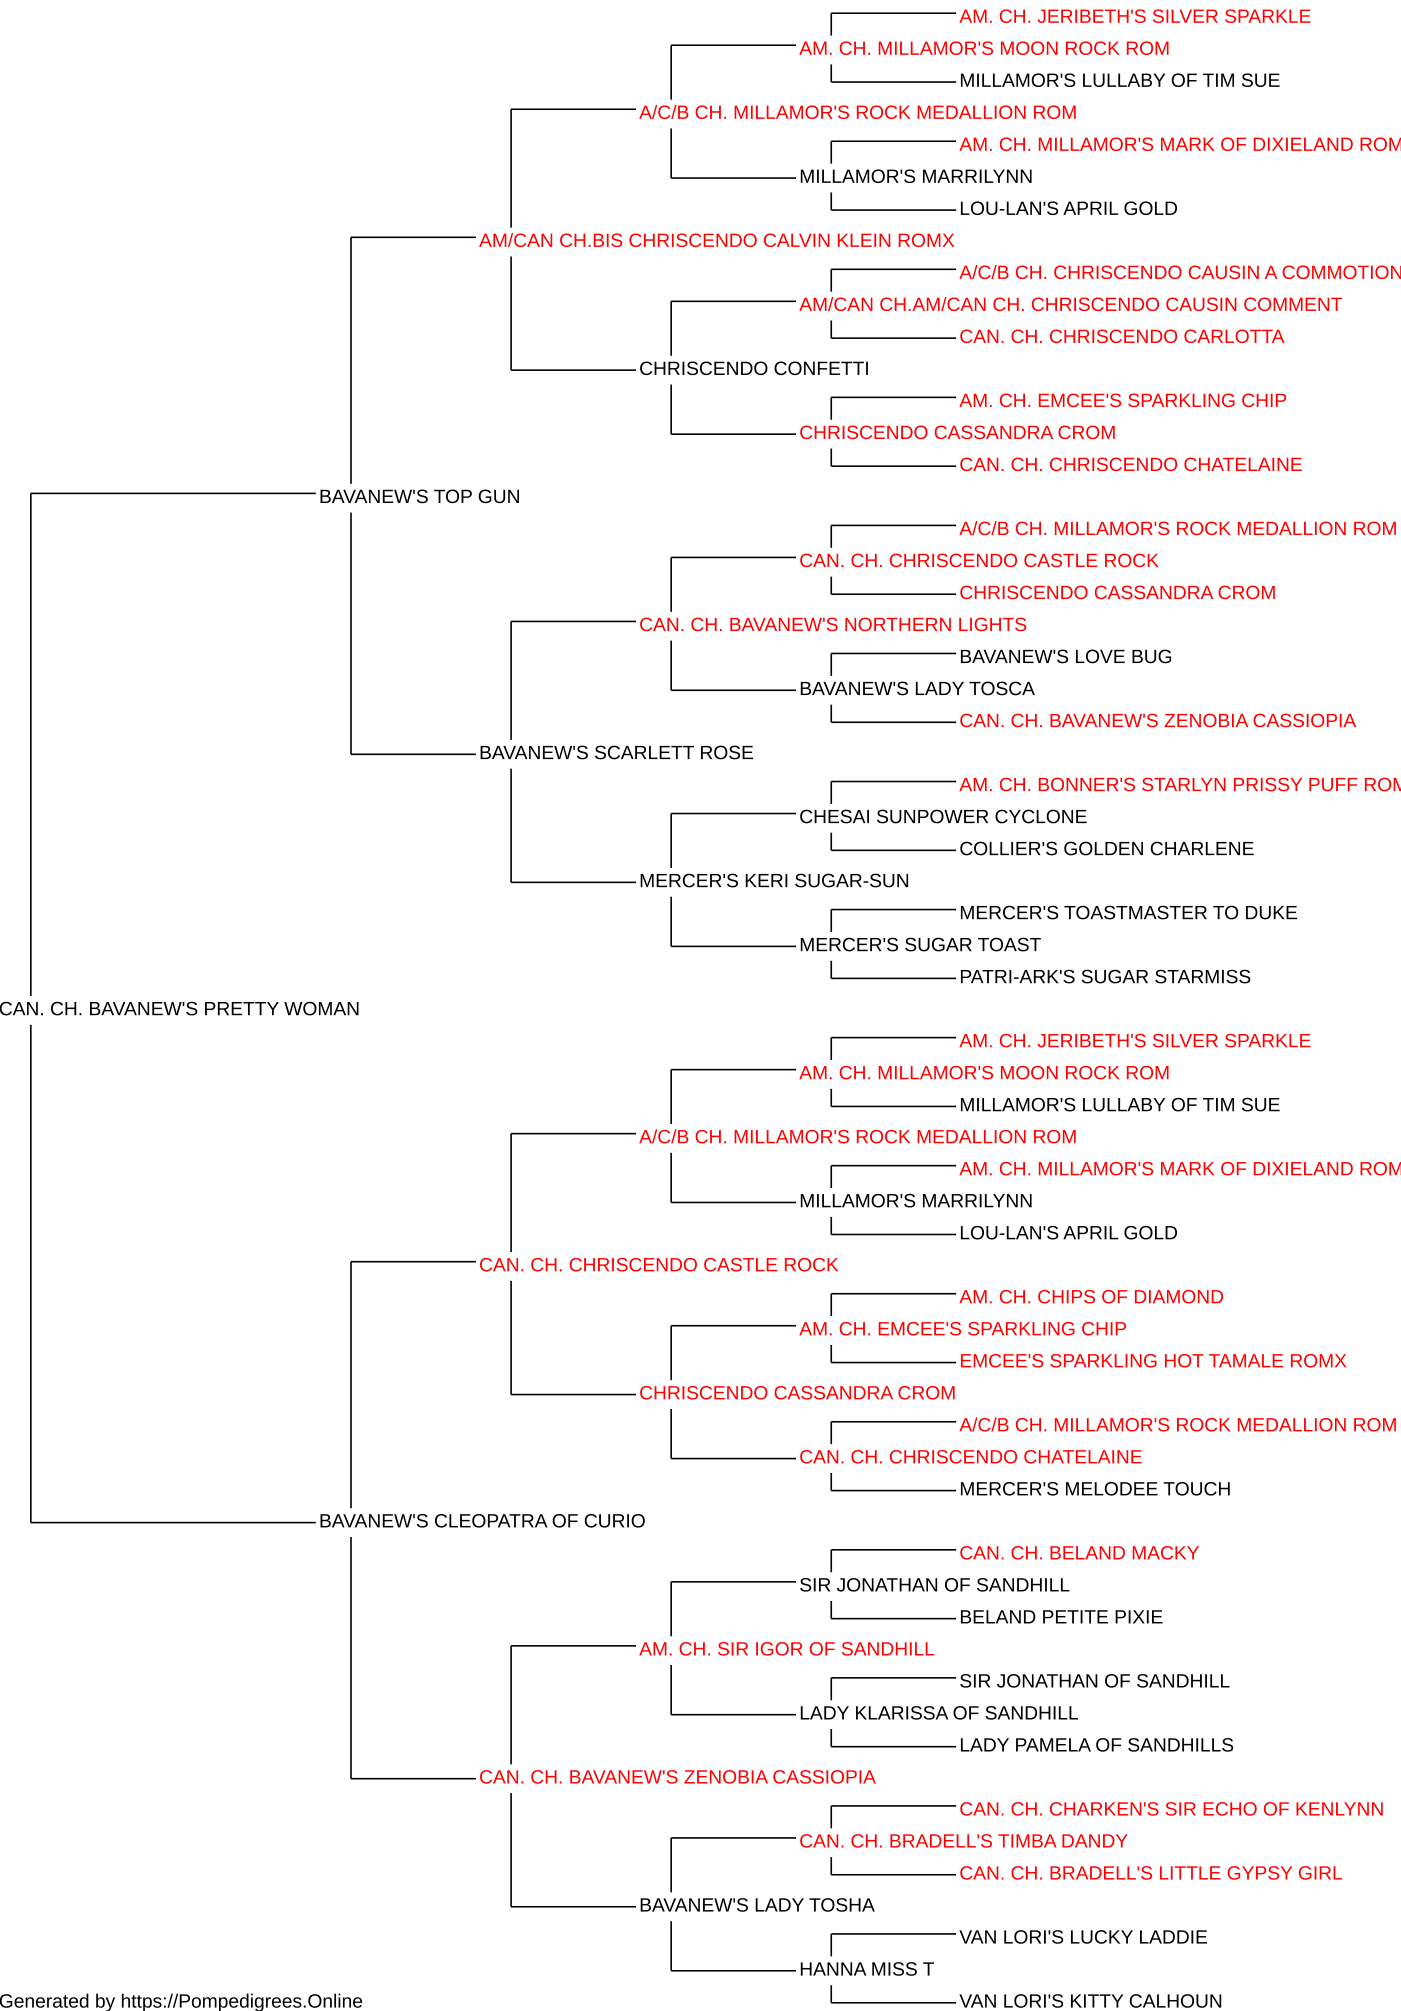 AM. CH. JERIBETH'S SILVER SPARKLE
AM. CH. MILLAMOR'S MOON ROCK ROM
MILLAMOR'S LULLABY OF TIM SUE
A/C/B CH. MILLAMOR'S ROCK MEDALLION ROM
AM. CH. MILLAMOR'S MARK OF DIXIELAND ROM
MILLAMOR'S MARRILYNN
LOU-LAN'S APRIL GOLD
AM/CAN CH.BIS CHRISCENDO CALVIN KLEIN ROMX
A/C/B CH. CHRISCENDO CAUSIN A COMMOTION
AM/CAN CH.AM/CAN CH. CHRISCENDO CAUSIN COMMENT
CAN. CH. CHRISCENDO CARLOTTA
CHRISCENDO CONFETTI
AM. CH. EMCEE'S SPARKLING CHIP
CHRISCENDO CASSANDRA CROM
CAN. CH. CHRISCENDO CHATELAINE
BAVANEW'S TOP GUN
A/C/B CH. MILLAMOR'S ROCK MEDALLION ROM
CAN. CH. CHRISCENDO CASTLE ROCK
CHRISCENDO CASSANDRA CROM
CAN. CH. BAVANEW'S NORTHERN LIGHTS
BAVANEW'S LOVE BUG
BAVANEW'S LADY TOSCA
CAN. CH. BAVANEW'S ZENOBIA CASSIOPIA
BAVANEW'S SCARLETT ROSE
AM. CH. BONNER'S STARLYN PRISSY PUFF ROM
CHESAI SUNPOWER CYCLONE
COLLIER'S GOLDEN CHARLENE
MERCER'S KERI SUGAR-SUN
MERCER'S TOASTMASTER TO DUKE
MERCER'S SUGAR TOAST
PATRI-ARK'S SUGAR STARMISS
CAN. CH. BAVANEW'S PRETTY WOMAN
AM. CH. JERIBETH'S SILVER SPARKLE
AM. CH. MILLAMOR'S MOON ROCK ROM
MILLAMOR'S LULLABY OF TIM SUE
A/C/B CH. MILLAMOR'S ROCK MEDALLION ROM
AM. CH. MILLAMOR'S MARK OF DIXIELAND ROM
MILLAMOR'S MARRILYNN
LOU-LAN'S APRIL GOLD
CAN. CH. CHRISCENDO CASTLE ROCK
AM. CH. CHIPS OF DIAMOND
AM. CH. EMCEE'S SPARKLING CHIP
EMCEE'S SPARKLING HOT TAMALE ROMX
CHRISCENDO CASSANDRA CROM
A/C/B CH. MILLAMOR'S ROCK MEDALLION ROM
CAN. CH. CHRISCENDO CHATELAINE
MERCER'S MELODEE TOUCH
BAVANEW'S CLEOPATRA OF CURIO
CAN. CH. BELAND MACKY
SIR JONATHAN OF SANDHILL
BELAND PETITE PIXIE
AM. CH. SIR IGOR OF SANDHILL
SIR JONATHAN OF SANDHILL
LADY KLARISSA OF SANDHILL
LADY PAMELA OF SANDHILLS
CAN. CH. BAVANEW'S ZENOBIA CASSIOPIA
CAN. CH. CHARKEN'S SIR ECHO OF KENLYNN
CAN. CH. BRADELL'S TIMBA DANDY
CAN. CH. BRADELL'S LITTLE GYPSY GIRL
BAVANEW'S LADY TOSHA
VAN LORI'S LUCKY LADDIE
HANNA MISS T
VAN LORI'S KITTY CALHOUN
Generated by https://Pompedigrees.Online